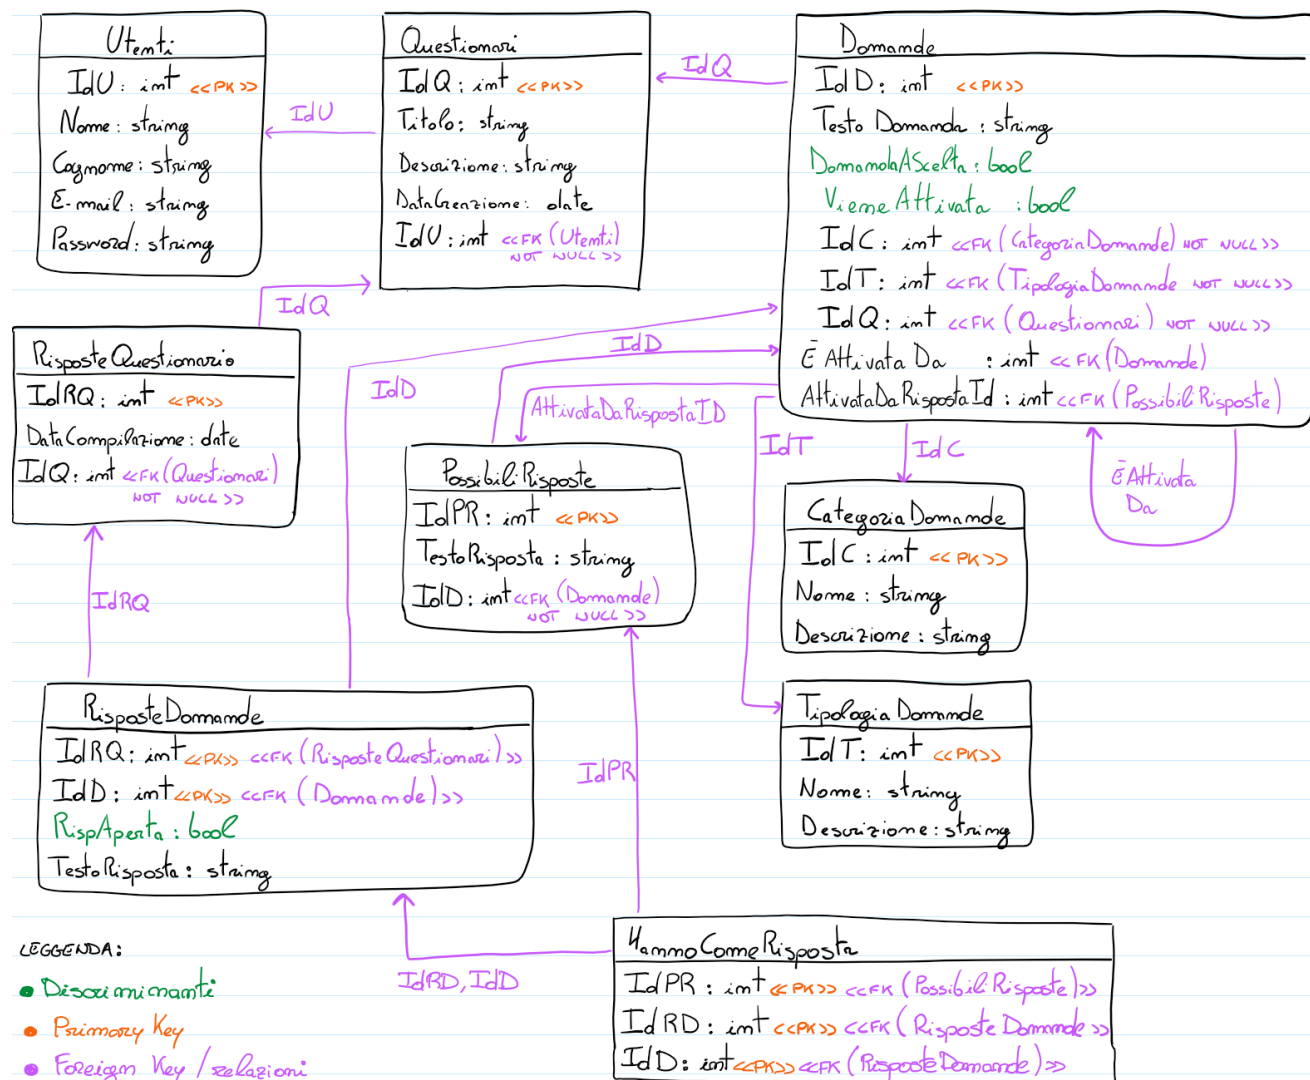 Utenti
IdU: int <<PK>>
Nome: string
Cognome: string
E-mail: string
Password: string
IdU
Questionari
IdQ: int <<PK>>
Titolo: string
Descrizione: string
DataCreazione: date
IdU: int <<FK (Utenti)
NOT NULL>>
IdQ
Domande
IdD: int <<PK>>
Testo Domanda: string
DomandaAScelta: bool
VieneAttivata: bool
IdC: int <<FK (CategoriaDomande) NOT NULL>>
IdT: int <<FK (TipologiaDomande NOT NULL>>
IdQ: int <<FK (Questionari) NOT NULL>>
È Attivata Da: int <<FK (Domande)
AttivataDaRispostaId: int <<FK (PossibiliRisposte)
IdQ
RisposteQuestionario
IdRQ: int <<PK>>
DataCompilazione: date
IdQ: int <<FK (Questionari)
NOT NULL>>
IdD
IdD
AttivataDaRispostaID
IdT
IdC
È Attivata
Da
PossibiliRisposte
IdPR: int <<PK>>
TestoRisposta: string
IdD: int <<FK (Domande)
NOT NULL>>
CategoriaDomande
IdC: int <<PK>>
Nome: string
Descrizione: string
IdRQ
RisposteDomande
IdRQ: int <<PK>> <<FK (RisposteQuestionari)>>
IdD: int <<PK>> <<FK (Domande)>>
RispAperta: bool
TestoRisposta: string
IdPR
TipologiaDomande
IdT: int <<PK>>
Nome: string
Descrizione: string
IdRD, IdD
HannoComeRisposta
IdPR: int <<PK>> <<FK (PossibiliRisposte)>>
IdRD: int <<PK>> <<FK (RisposteDomande>>
IdD: int <<PK>> <<FK (RisposteDomande)>>
LEGGENDA:
• Discriminanti
• Primary Key
• Foreign Key / relazioni